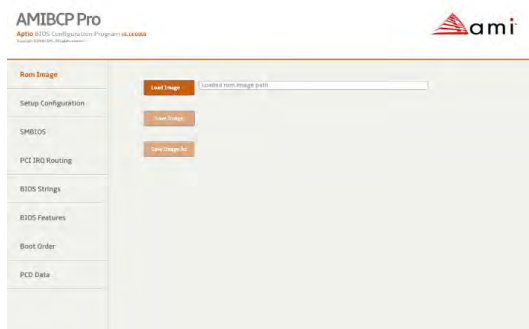 AMIBCP Pro
ami
Aptio BIOS Configuration Program
Rom Image
Load Image
Loaded rom image path
Setup Configuration
Save Image
SMBIOS
Save Image As
PCI IRQ Routing
BIOS Strings
BIOS Features
Boot Order
PCD Data